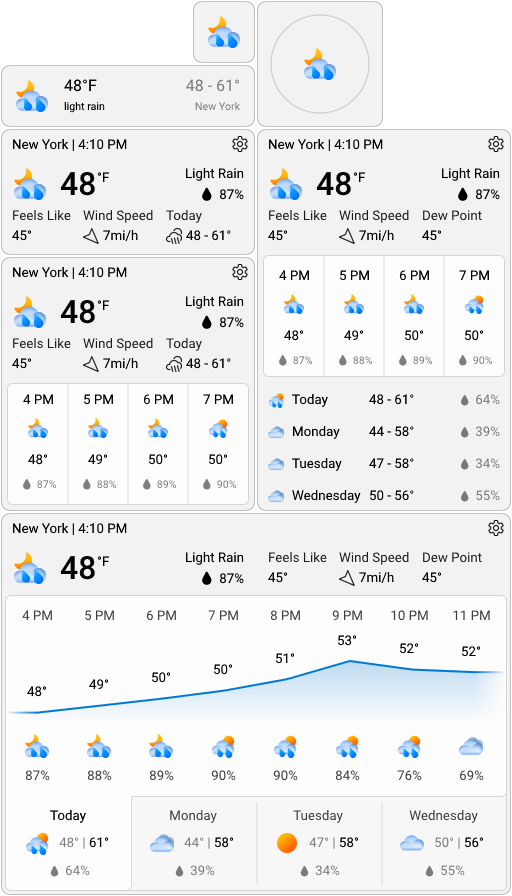 48°F
48 - 61°
light rain
New York
New York | 4:10 PM
48 °F
Light Rain
87%
Feels Like Wind Speed Today
45° 7mi/h 48 - 61°
New York | 4:10 PM
48 °F
Light Rain
87%
Feels Like Wind Speed Dew Point
45° 7mi/h 45°
4 PM 5 PM 6 PM 7 PM
48° 49° 50° 50°
87% 88% 89% 90%
Today 48 - 61° 64%
Monday 44 - 58° 39%
Tuesday 47 - 58° 34%
Wednesday 50 - 56° 55%
New York | 4:10 PM
48 °F
Light Rain
87%
Feels Like Wind Speed Today
45° 7mi/h 48 - 61°
4 PM 5 PM 6 PM 7 PM
48° 49° 50° 50°
87% 88% 89% 90%
New York | 4:10 PM
48 °F
Light Rain Feels Like Wind Speed Dew Point
87% 45° 7mi/h 45°
4 PM 5 PM 6 PM 7 PM 8 PM 9 PM 10 PM 11 PM
48° 49° 50° 50° 51° 53° 52° 52°
87% 88% 89% 90% 90% 84% 76% 69%
Today Monday Tuesday Wednesday
48° | 61° 44° | 58° 47° | 58° 50° | 56°
64% 39% 34% 55%